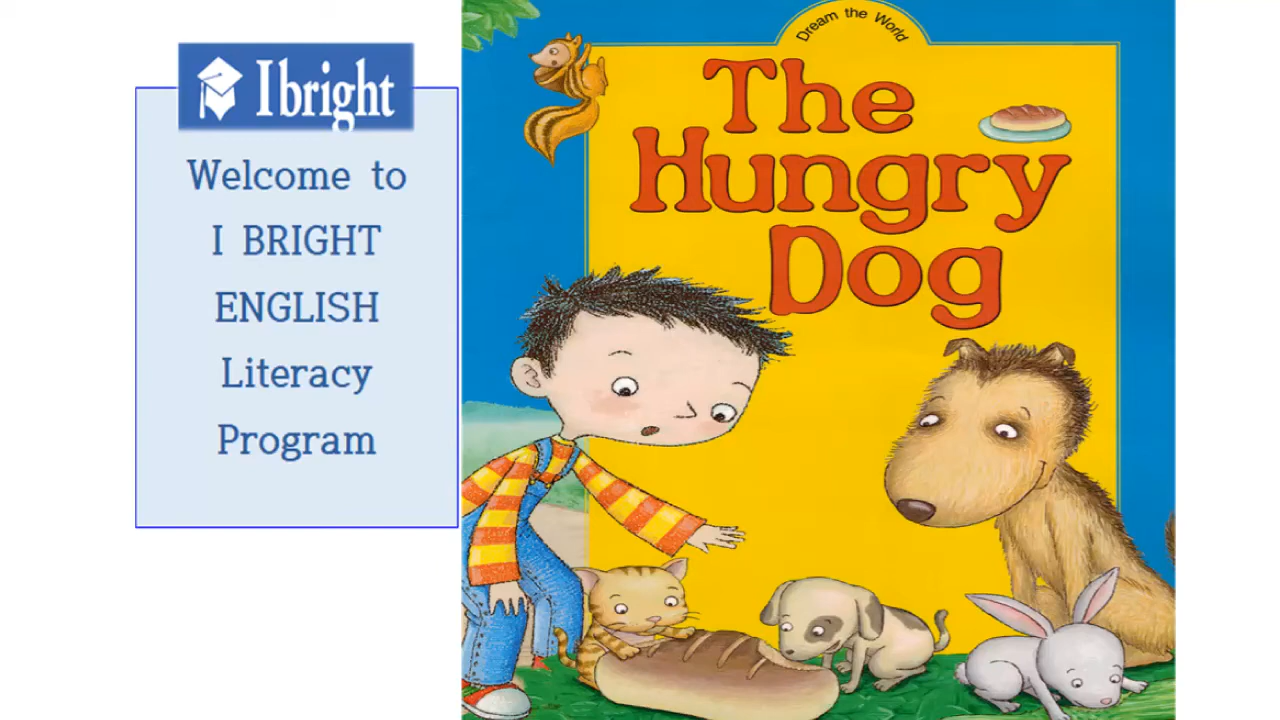 Ibright
Welcome to
I BRIGHT
ENGLISH
Literacy
Program
Dream the World
The
Hungry
Dog